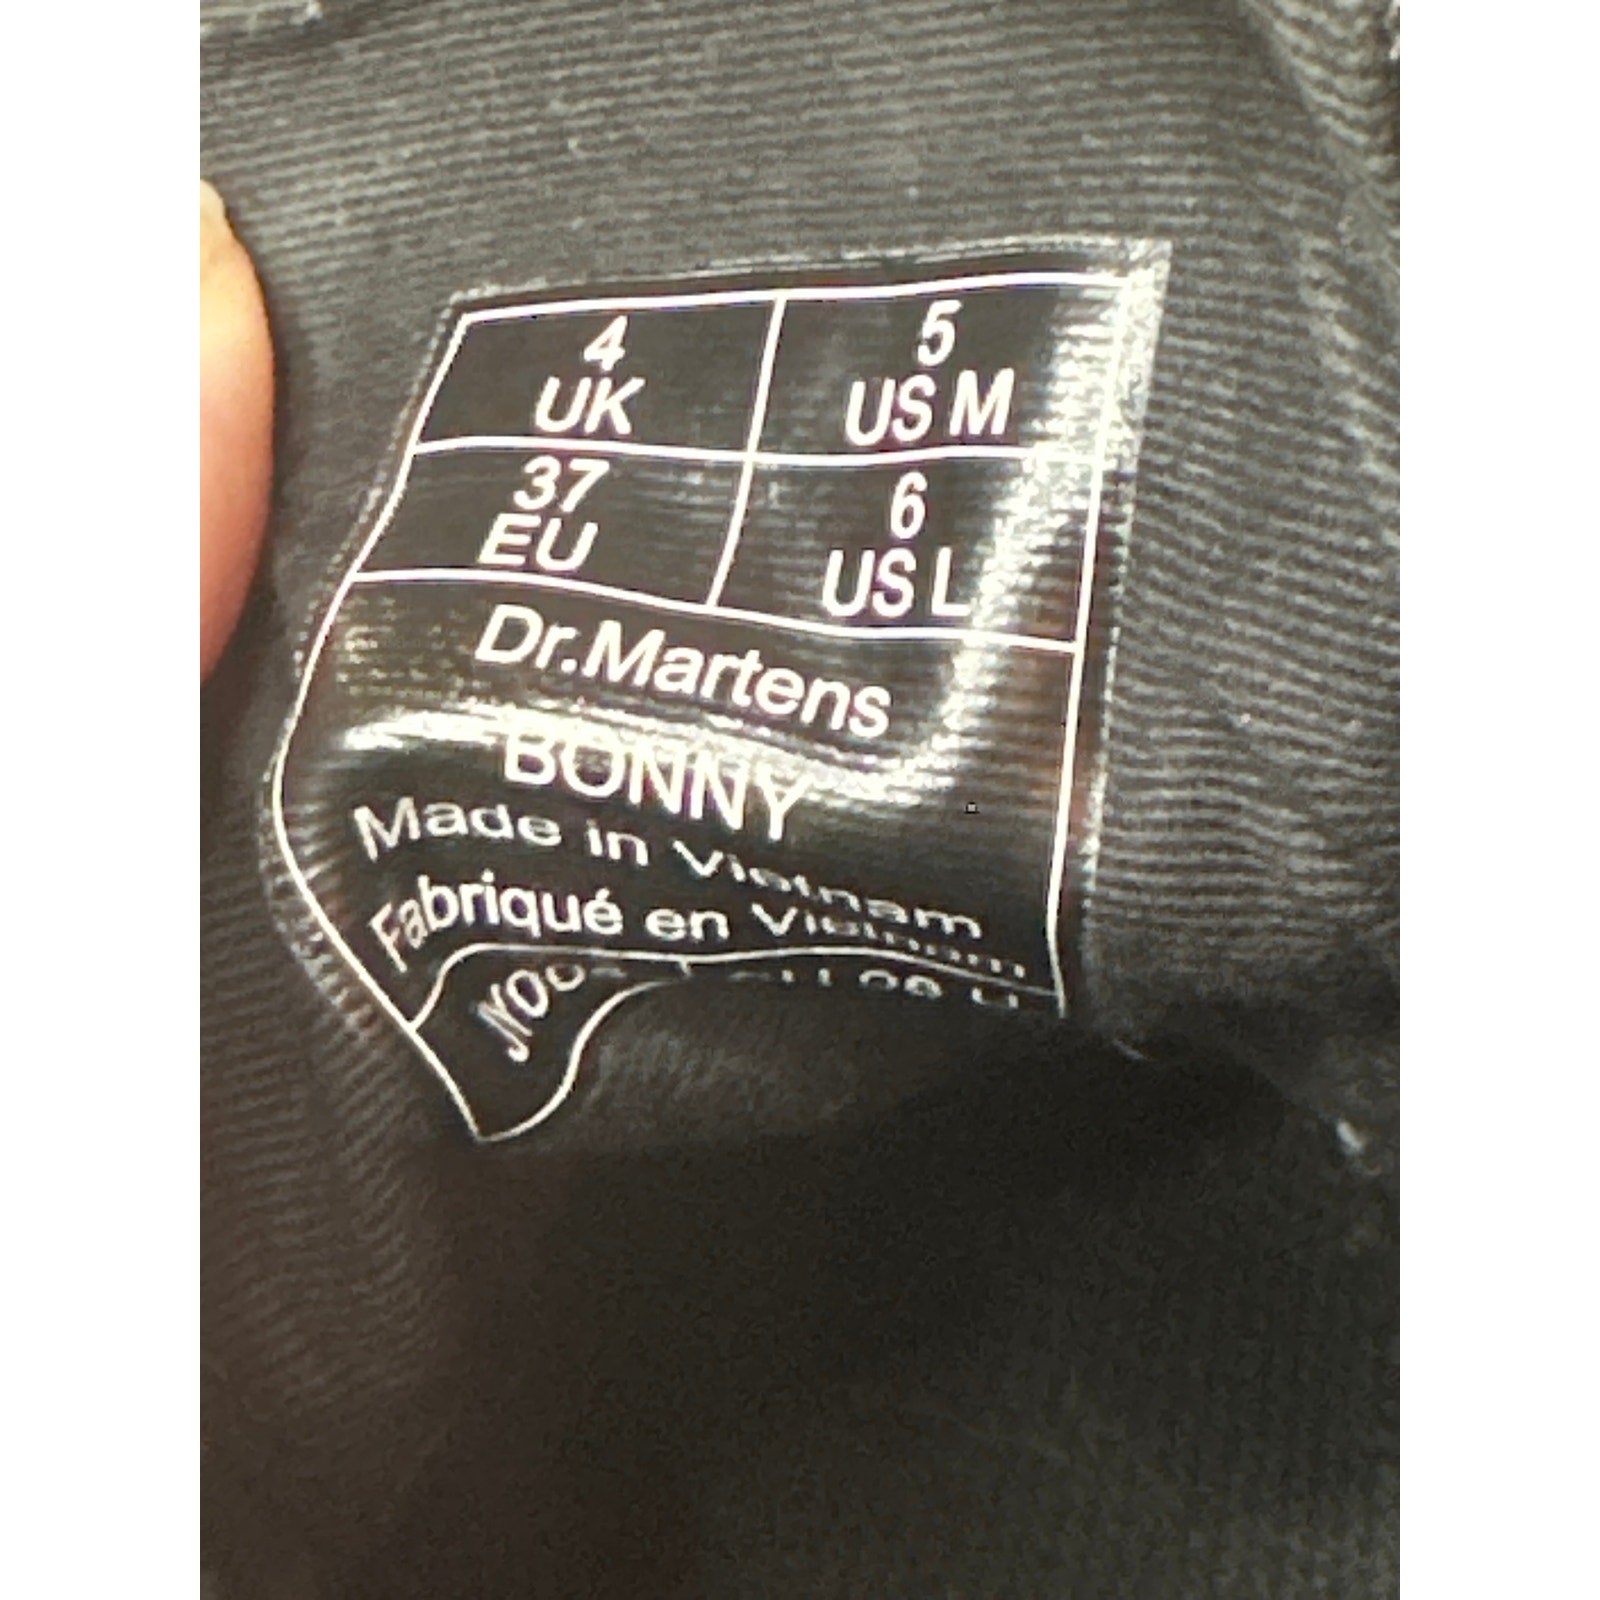 4
UK
5
US M
37
EU
6
US L
Dr.Martens
BONNY
Made in Vietnam
Fabriqué en Vietnam